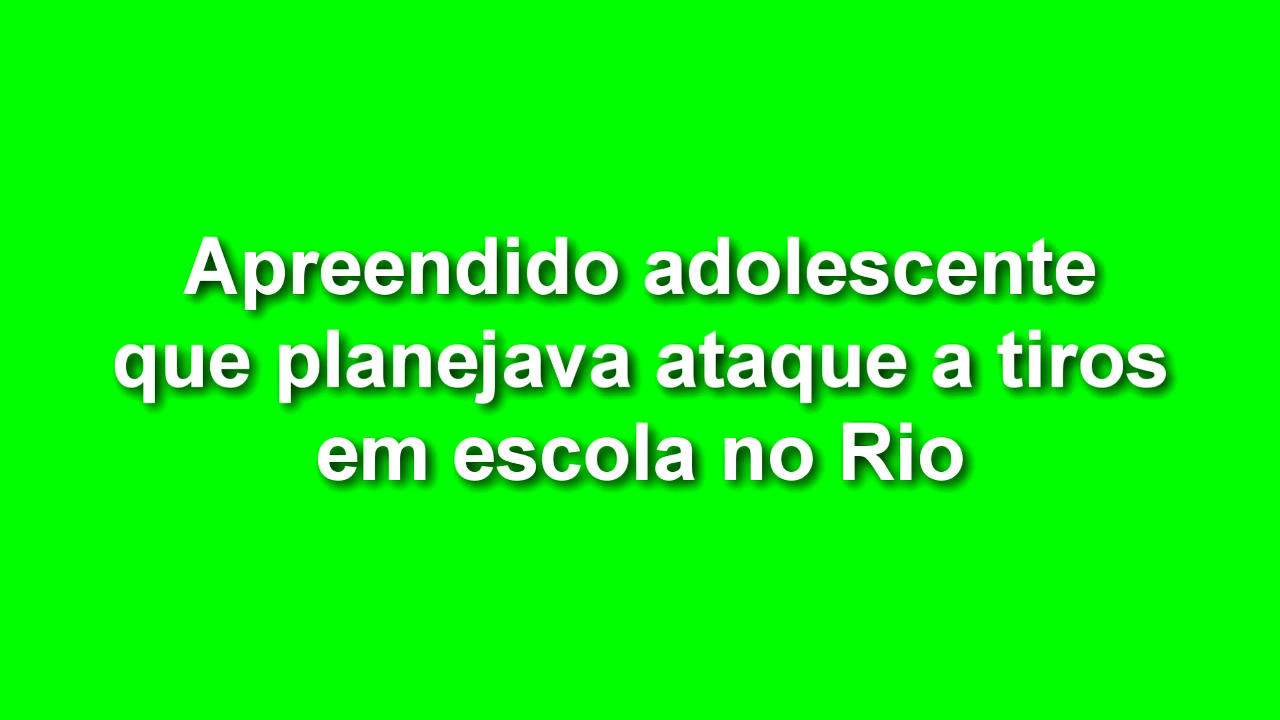 Apreendido adolescente
que planejava ataque a tiros
em escola no Rio